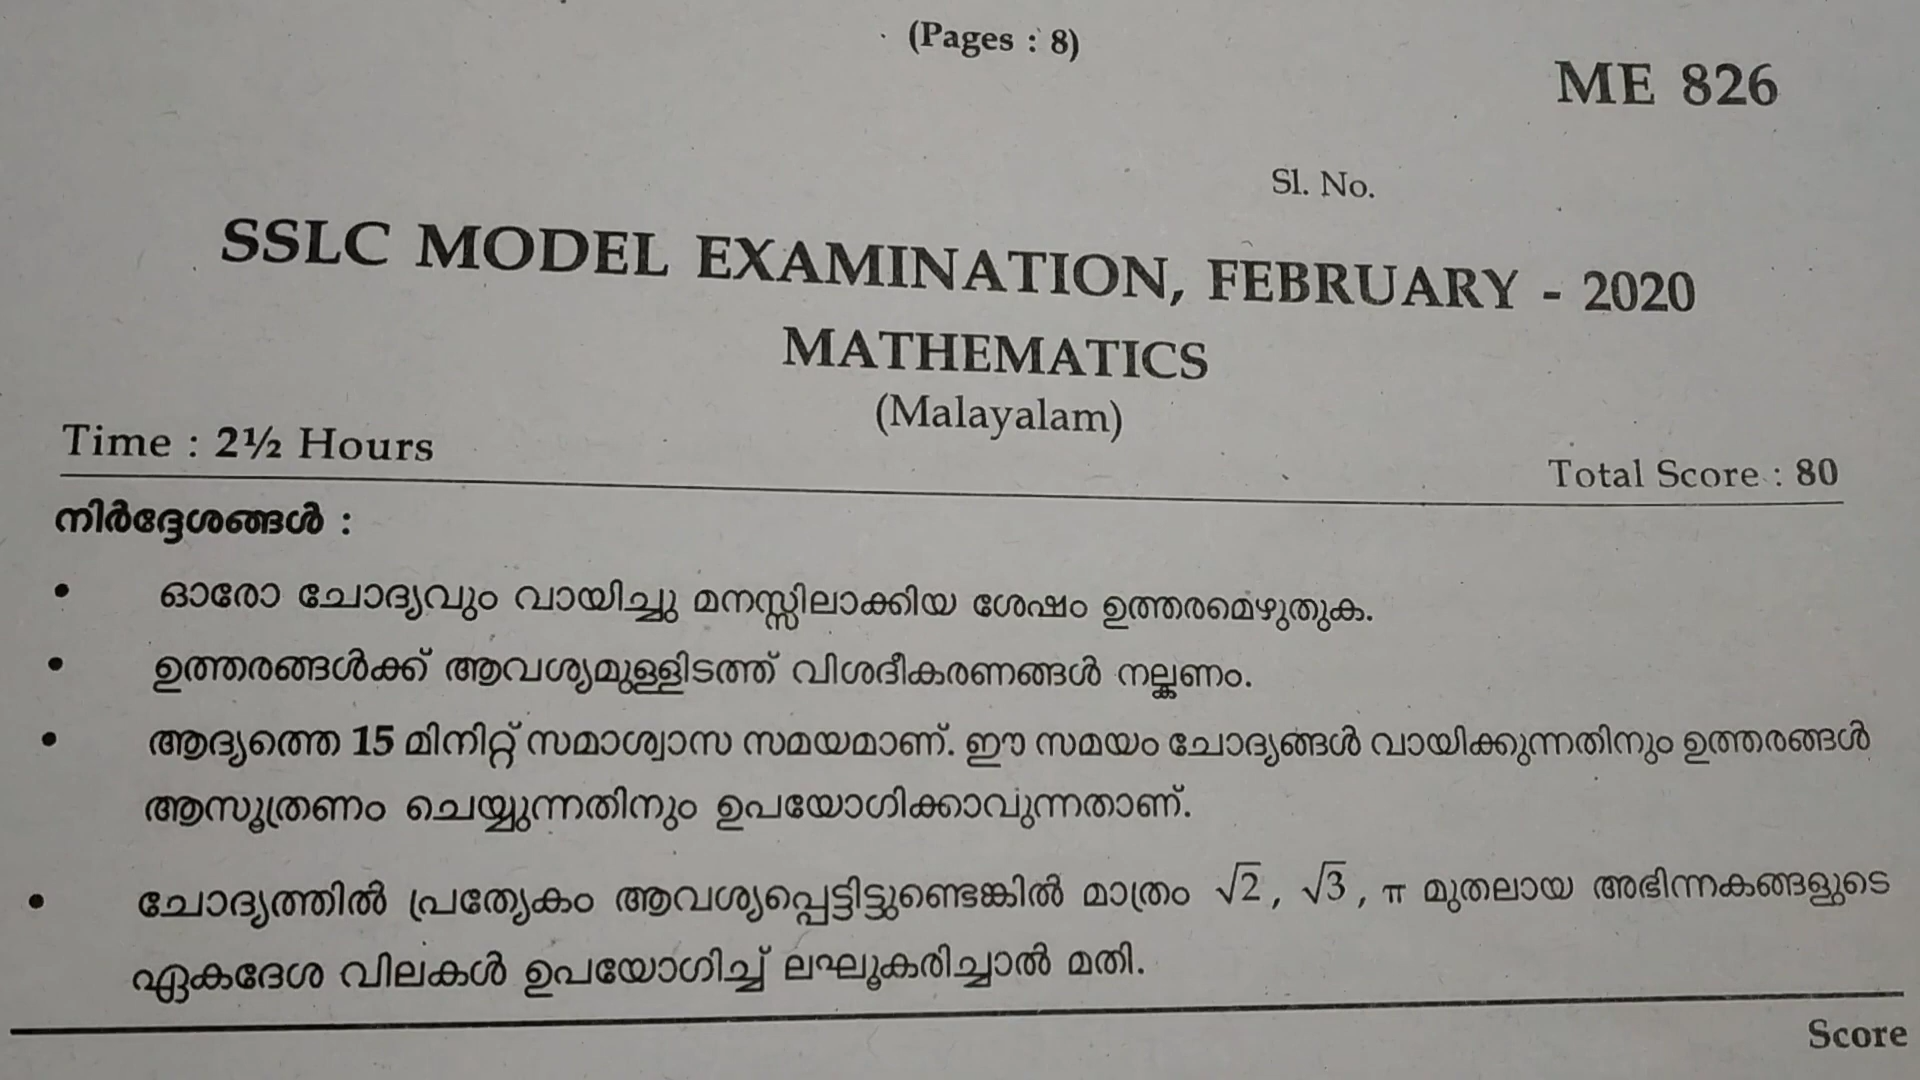 (Pages : 8)
ME 826
Sl. No.
SSLC MODEL EXAMINATION, FEBRUARY - 2020
MATHEMATICS
(Malayalam)
Time : 2½ Hours
Total Score : 80
നിർദ്ദേശങ്ങൾ :
• ഓരോ ചോദ്യവും വായിച്ചു മനസ്സിലാക്കിയ ശേഷം ഉത്തരമെഴുതുക.
• ഉത്തരങ്ങൾക്ക് ആവശ്യമുള്ളിടത്ത് വിശദീകരണങ്ങൾ നല്കണം.
• ആദ്യത്തെ 15 മിനിറ്റ് സമാശ്വാസ സമയമാണ്. ഈ സമയം ചോദ്യങ്ങൾ വായിക്കുന്നതിനും ഉത്തരങ്ങൾ
ആസൂത്രണം ചെയ്യുന്നതിനും ഉപയോഗിക്കാവുന്നതാണ്.
• ചോദ്യത്തിൽ പ്രത്യേകം ആവശ്യപ്പെട്ടിട്ടുണ്ടെങ്കിൽ മാത്രം √2, √3, π മുതലായ അഭിന്നകങ്ങളുടെ
ഏകദേശ വിലകൾ ഉപയോഗിച്ച് ലഘൂകരിച്ചാൽ മതി.
Score